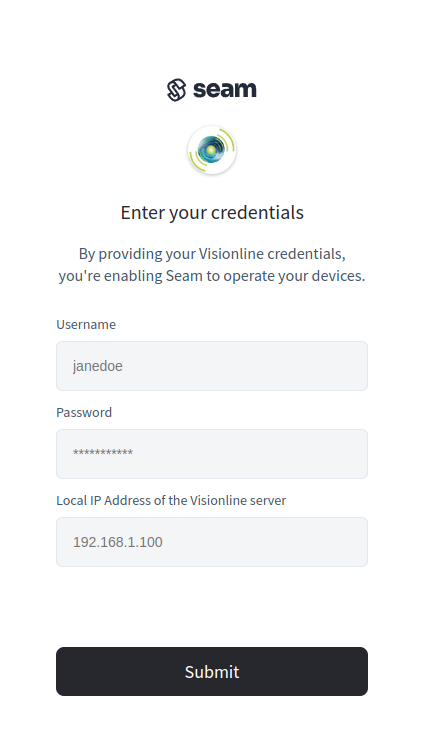 seam
Enter your credentials
By providing your Visionline credentials,
you're enabling Seam to operate your devices.
Username
janedoe
Password
***********
Local IP Address of the Visionline server
192.168.1.100
Submit